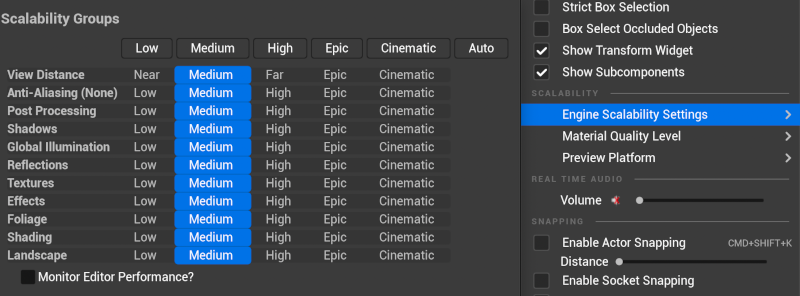 Scalability Groups
Low Medium High Epic Cinematic Auto
View Distance Near Medium Far Epic Cinematic
Anti-Aliasing (None) Low Medium High Epic Cinematic
Post Processing Low Medium High Epic Cinematic
Shadows Low Medium High Epic Cinematic
Global Illumination Low Medium High Epic Cinematic
Reflections Low Medium High Epic Cinematic
Textures Low Medium High Epic Cinematic
Effects Low Medium High Epic Cinematic
Foliage Low Medium High Epic Cinematic
Shading Low Medium High Epic Cinematic
Landscape Low Medium High Epic Cinematic
Monitor Editor Performance?
Strict Box Selection
Box Select Occluded Objects
Show Transform Widget
Show Subcomponents
SCALABILITY
Engine Scalability Settings
Material Quality Level
Preview Platform
REAL TIME AUDIO
Volume
SNAPPING
Enable Actor Snapping CMD+SHIFT+K
Distance
Enable Socket Snapping